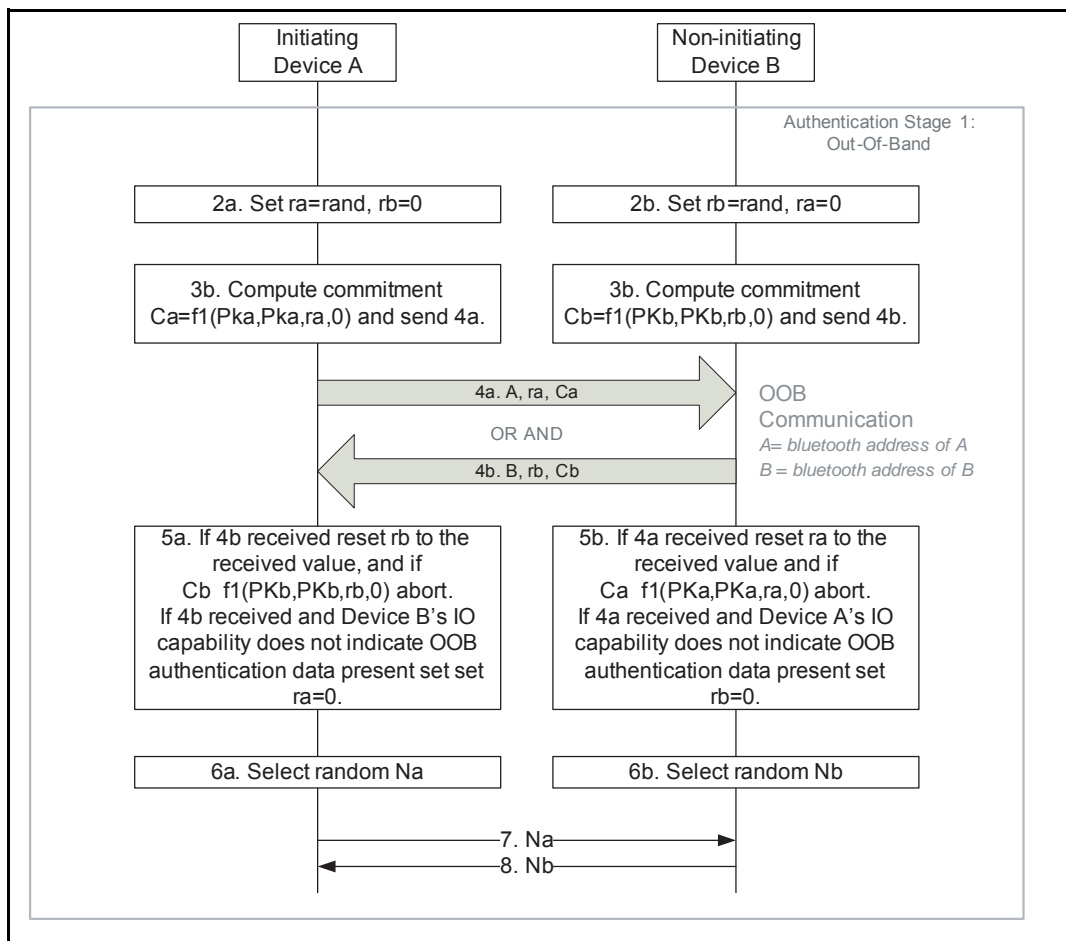 Initiating
Device A
Non-initiating
Device B
Authentication Stage 1:
Out-Of-Band
2a. Set ra=rand, rb=0
2b. Set rb=rand, ra=0
3b. Compute commitment
Ca=f1(Pka,Pka,ra,0) and send 4a.
3b. Compute commitment
Cb=f1(PKb,PKb,rb,0) and send 4b.
4a. A, ra, Ca
OR AND
4b. B, rb, Cb
OOB
Communication
A= bluetooth address of A
B = bluetooth address of B
5a. If 4b received reset rb to the
received value, and if
Cb f1(PKb,PKb,rb,0) abort.
If 4b received and Device B's IO
capability does not indicate OOB
authentication data present set set
ra=0.
5b. If 4a received reset ra to the
received value and if
Ca f1(PKa,PKa,ra,0) abort.
If 4a received and Device A's IO
capability does not indicate OOB
authentication data present set
rb=0.
6a. Select random Na
6b. Select random Nb
7. Na
8. Nb